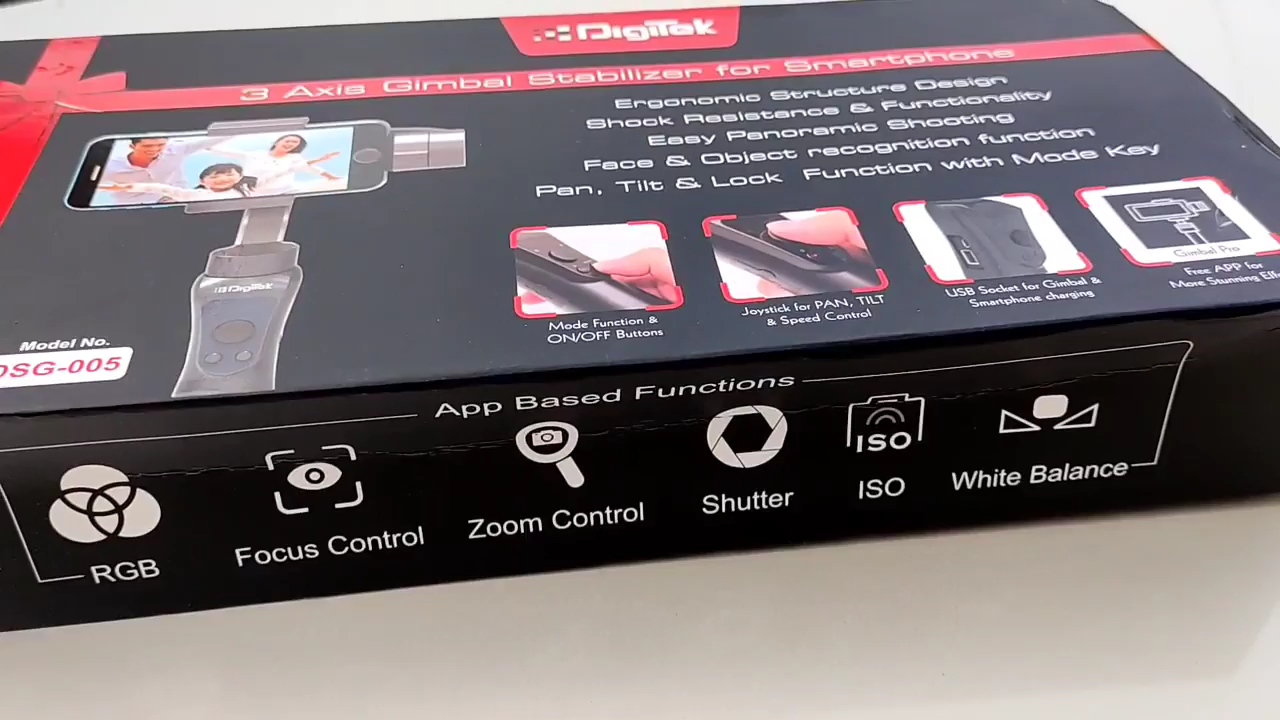 DigiTek
3 Axis Gimbal Stabilizer for Smartphone
Ergonomic Structure Design
Shock Resistance & Functionality
Easy Panoramic Shooting
Face & Object recognition function
Pan, Tilt & Lock Function with Mode Key
DigiTek
Mode Function &
ON/OFF Buttons
Joystick for PAN, TILT
& Speed Control
USB Socket for Gimbal &
Smartphone charging
Gimbal Pro
Free APP for
More Stunning Eff
Model No.
DSG-005
App Based Functions
RGB
Focus Control
Zoom Control
Shutter
ISO
ISO
White Balance